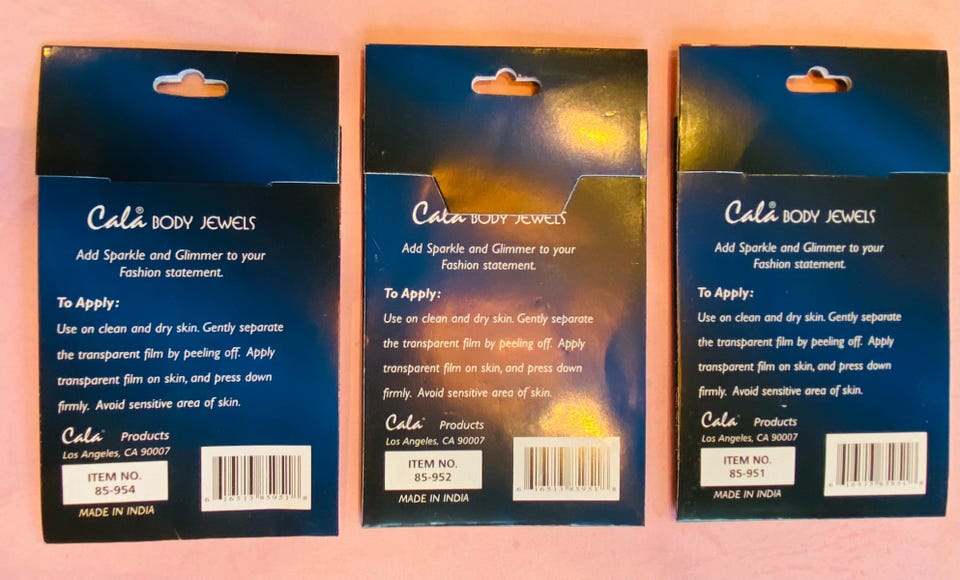 Cala® BODY JEWELS
Add Sparkle and Glimmer to your
Fashion statement.
To Apply:
Use on clean and dry skin. Gently separate
the transparent film by peeling off. Apply
transparent film on skin, and press down
firmly. Avoid sensitive area of skin.
Cala® Products
Los Angeles, CA 90007
ITEM NO.
85-954
MADE IN INDIA
6 16513 85951 8
Cala BODY JEWELS
Add Sparkle and Glimmer to your
Fashion statement.
To Apply:
Use on clean and dry skin. Gently separate
the transparent film by peeling off. Apply
transparent film on skin, and press down
firmly. Avoid sensitive area of skin.
Cala® Products
Los Angeles, CA 90007
ITEM NO.
85-952
MADE IN INDIA
Cala® BODY JEWELS
Add Sparkle and Glimmer to your
Fashion statement.
To Apply:
Use on clean and dry skin. Gently separate
the transparent film by peeling off. Apply
transparent film on skin, and press down
firmly. Avoid sensitive area of skin.
Cala® Products
Los Angeles, CA 90007
ITEM NO.
85-951
MADE IN INDIA